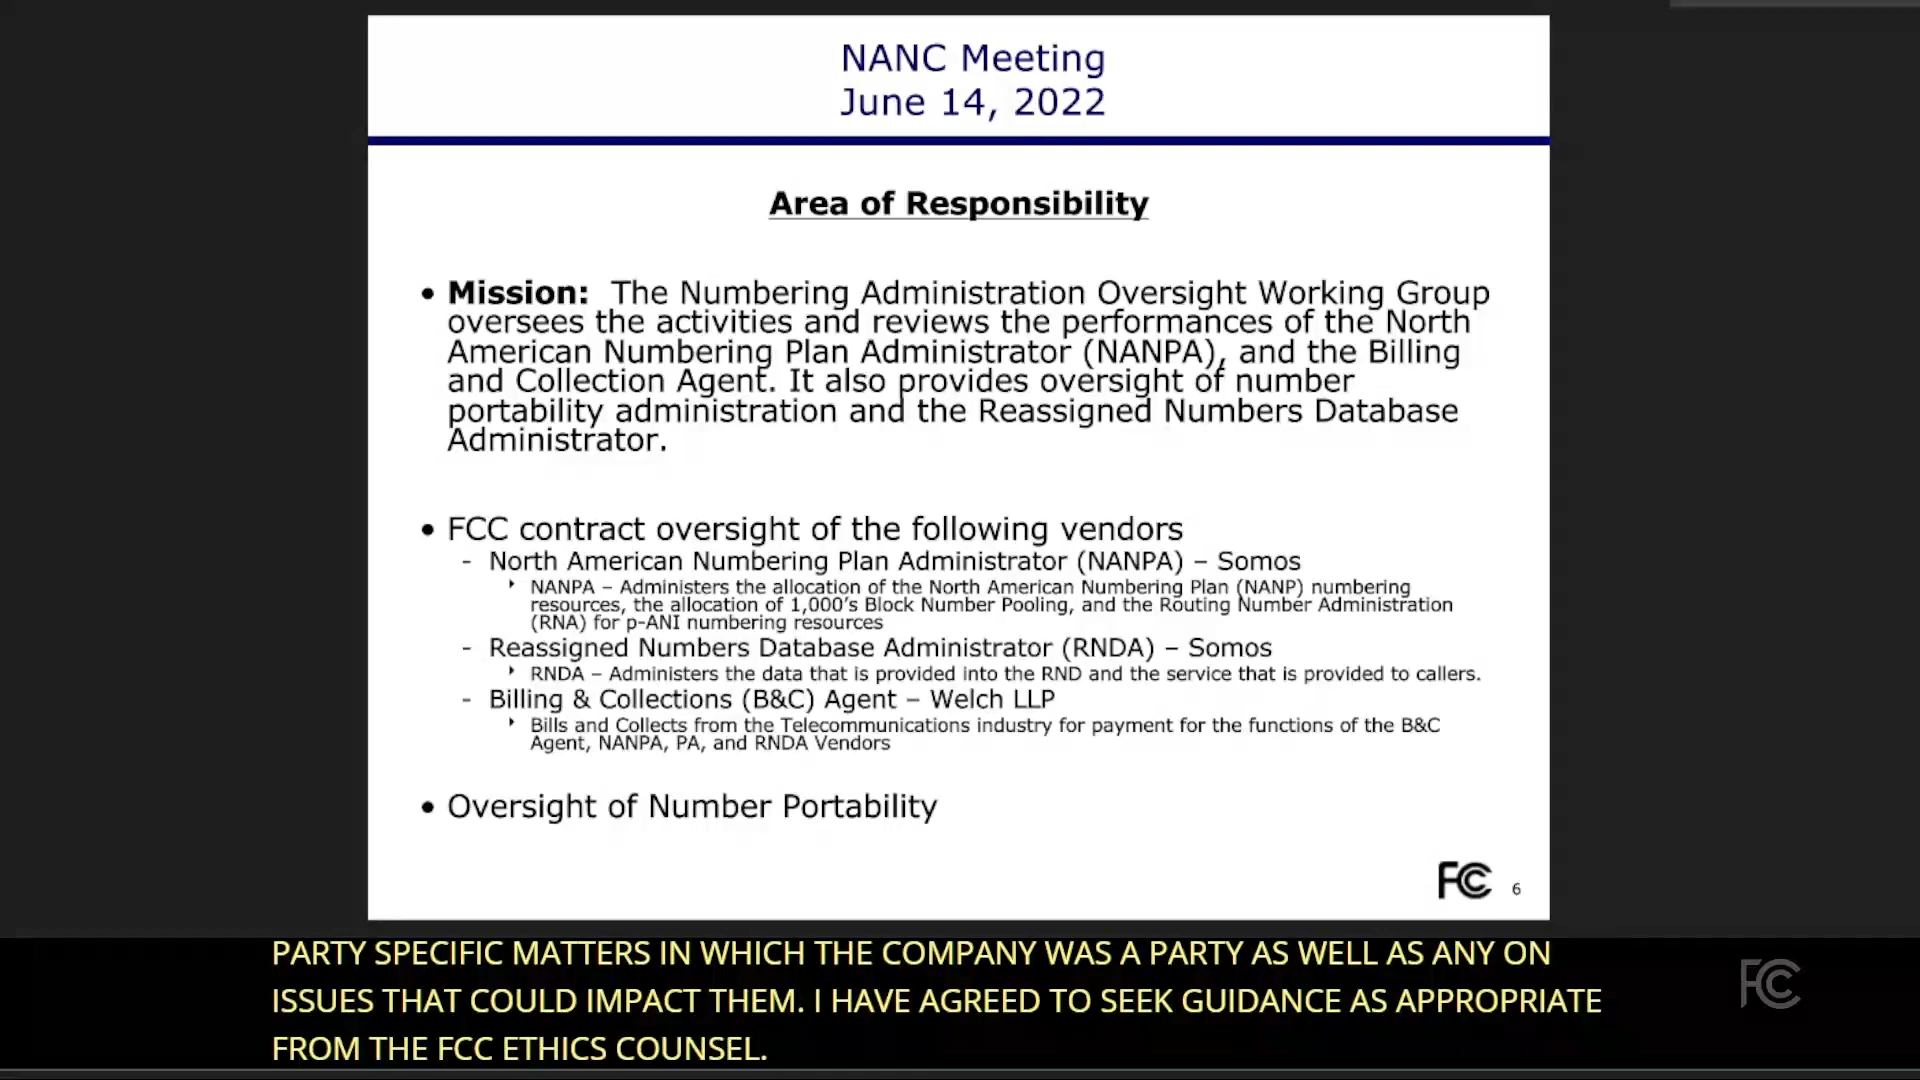 NANC Meeting
June 14, 2022
Area of Responsibility
• Mission: The Numbering Administration Oversight Working Group
oversees the activities and reviews the performances of the North
American Numbering Plan Administrator (NANPA), and the Billing
and Collection Agent. It also provides oversight of number
portability administration and the Reassigned Numbers Database
Administrator.
• FCC contract oversight of the following vendors
- North American Numbering Plan Administrator (NANPA) – Somos
‣ NANPA – Administers the allocation of the North American Numbering Plan (NANP) numbering
resources, the allocation of 1,000's Block Number Pooling, and the Routing Number Administration
(RNA) for p-ANI numbering resources
- Reassigned Numbers Database Administrator (RNDA) – Somos
‣ RNDA – Administers the data that is provided into the RND and the service that is provided to callers.
- Billing & Collections (B&C) Agent – Welch LLP
‣ Bills and Collects from the Telecommunications industry for payment for the functions of the B&C
Agent, NANPA, PA, and RNDA Vendors
• Oversight of Number Portability
FCC 6
PARTY SPECIFIC MATTERS IN WHICH THE COMPANY WAS A PARTY AS WELL AS ANY ON
ISSUES THAT COULD IMPACT THEM. I HAVE AGREED TO SEEK GUIDANCE AS APPROPRIATE
FROM THE FCC ETHICS COUNSEL.
FCC